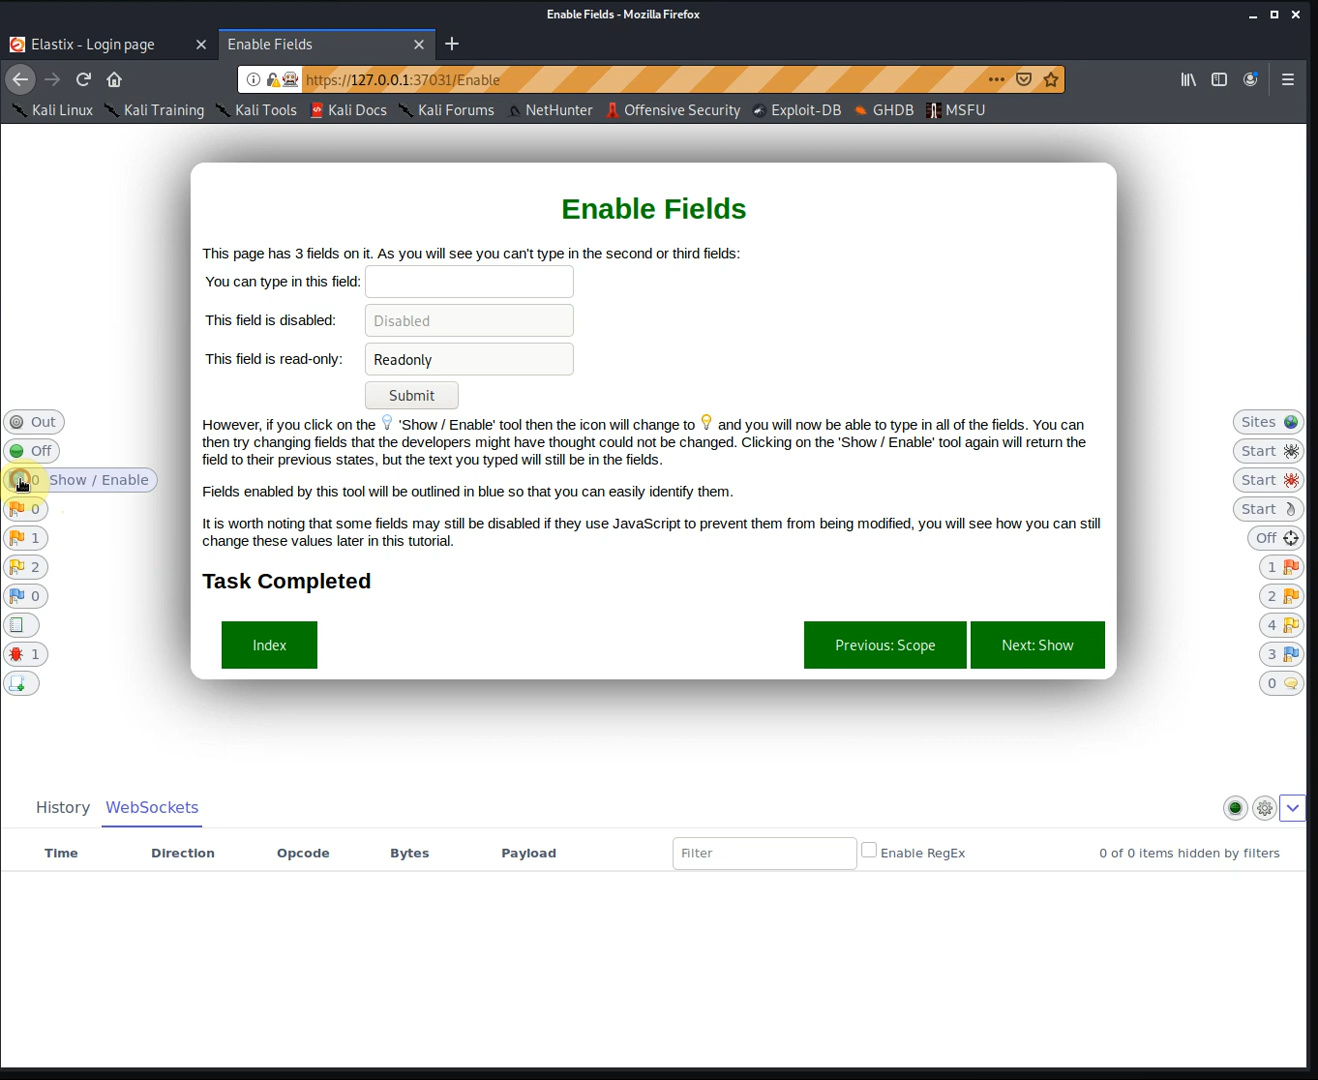 Enable Fields - Mozilla Firefox
Elastix - Login page
Enable Fields
https://127.0.0.1:37031/Enable
Kali Linux Kali Training Kali Tools Kali Docs Kali Forums NetHunter Offensive Security Exploit-DB GHDB MSFU
Enable Fields
This page has 3 fields on it. As you will see you can't type in the second or third fields:
You can type in this field:
This field is disabled: Disabled
This field is read-only: Readonly
Submit
However, if you click on the 'Show / Enable' tool then the icon will change to and you will now be able to type in all of the fields. You can
then try changing fields that the developers might have thought could not be changed. Clicking on the 'Show / Enable' tool again will return the
field to their previous states, but the text you typed will still be in the fields.
Fields enabled by this tool will be outlined in blue so that you can easily identify them.
It is worth noting that some fields may still be disabled if they use JavaScript to prevent them from being modified, you will see how you can still
change these values later in this tutorial.
Task Completed
Index Previous: Scope Next: Show
Out
Off
0 Show / Enable
0
1
2
0
1
Sites
Start
Start
Start
Off
1
2
4
3
0
History WebSockets
Time Direction Opcode Bytes Payload Filter Enable RegEx 0 of 0 items hidden by filters